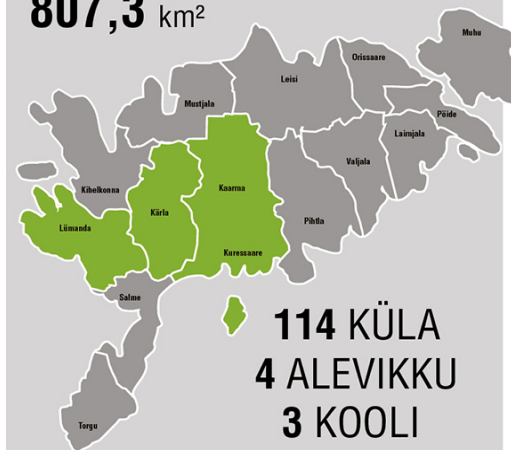 807,3 km²
Muhu
Orissaare
Leisi
Mustjala
Pöide
Laimjala
Valjala
Kihelkonna
Kaarma
Kärla
Pihtla
Lümanda
Kuressaare
Salme
114 KÜLA
4 ALEVIKKU
3 KOOLI
Torgu